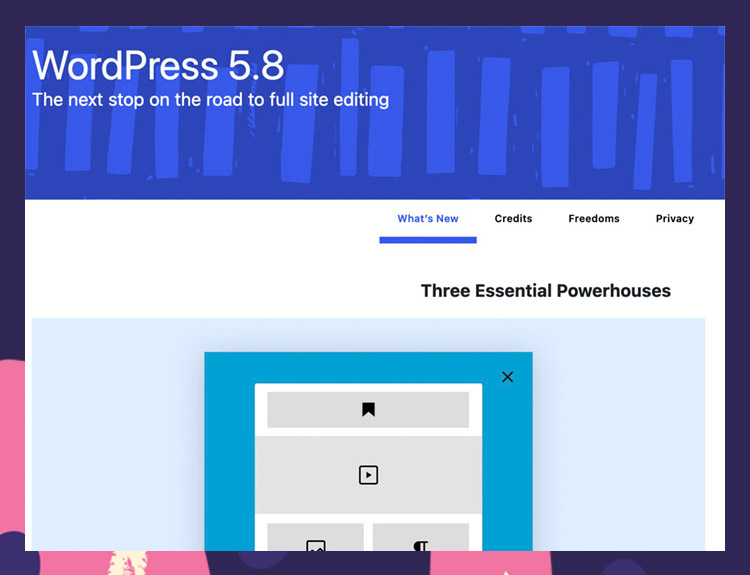 WordPress 5.8
The next stop on the road to full site editing
What's New Credits Freedoms Privacy
Three Essential Powerhouses